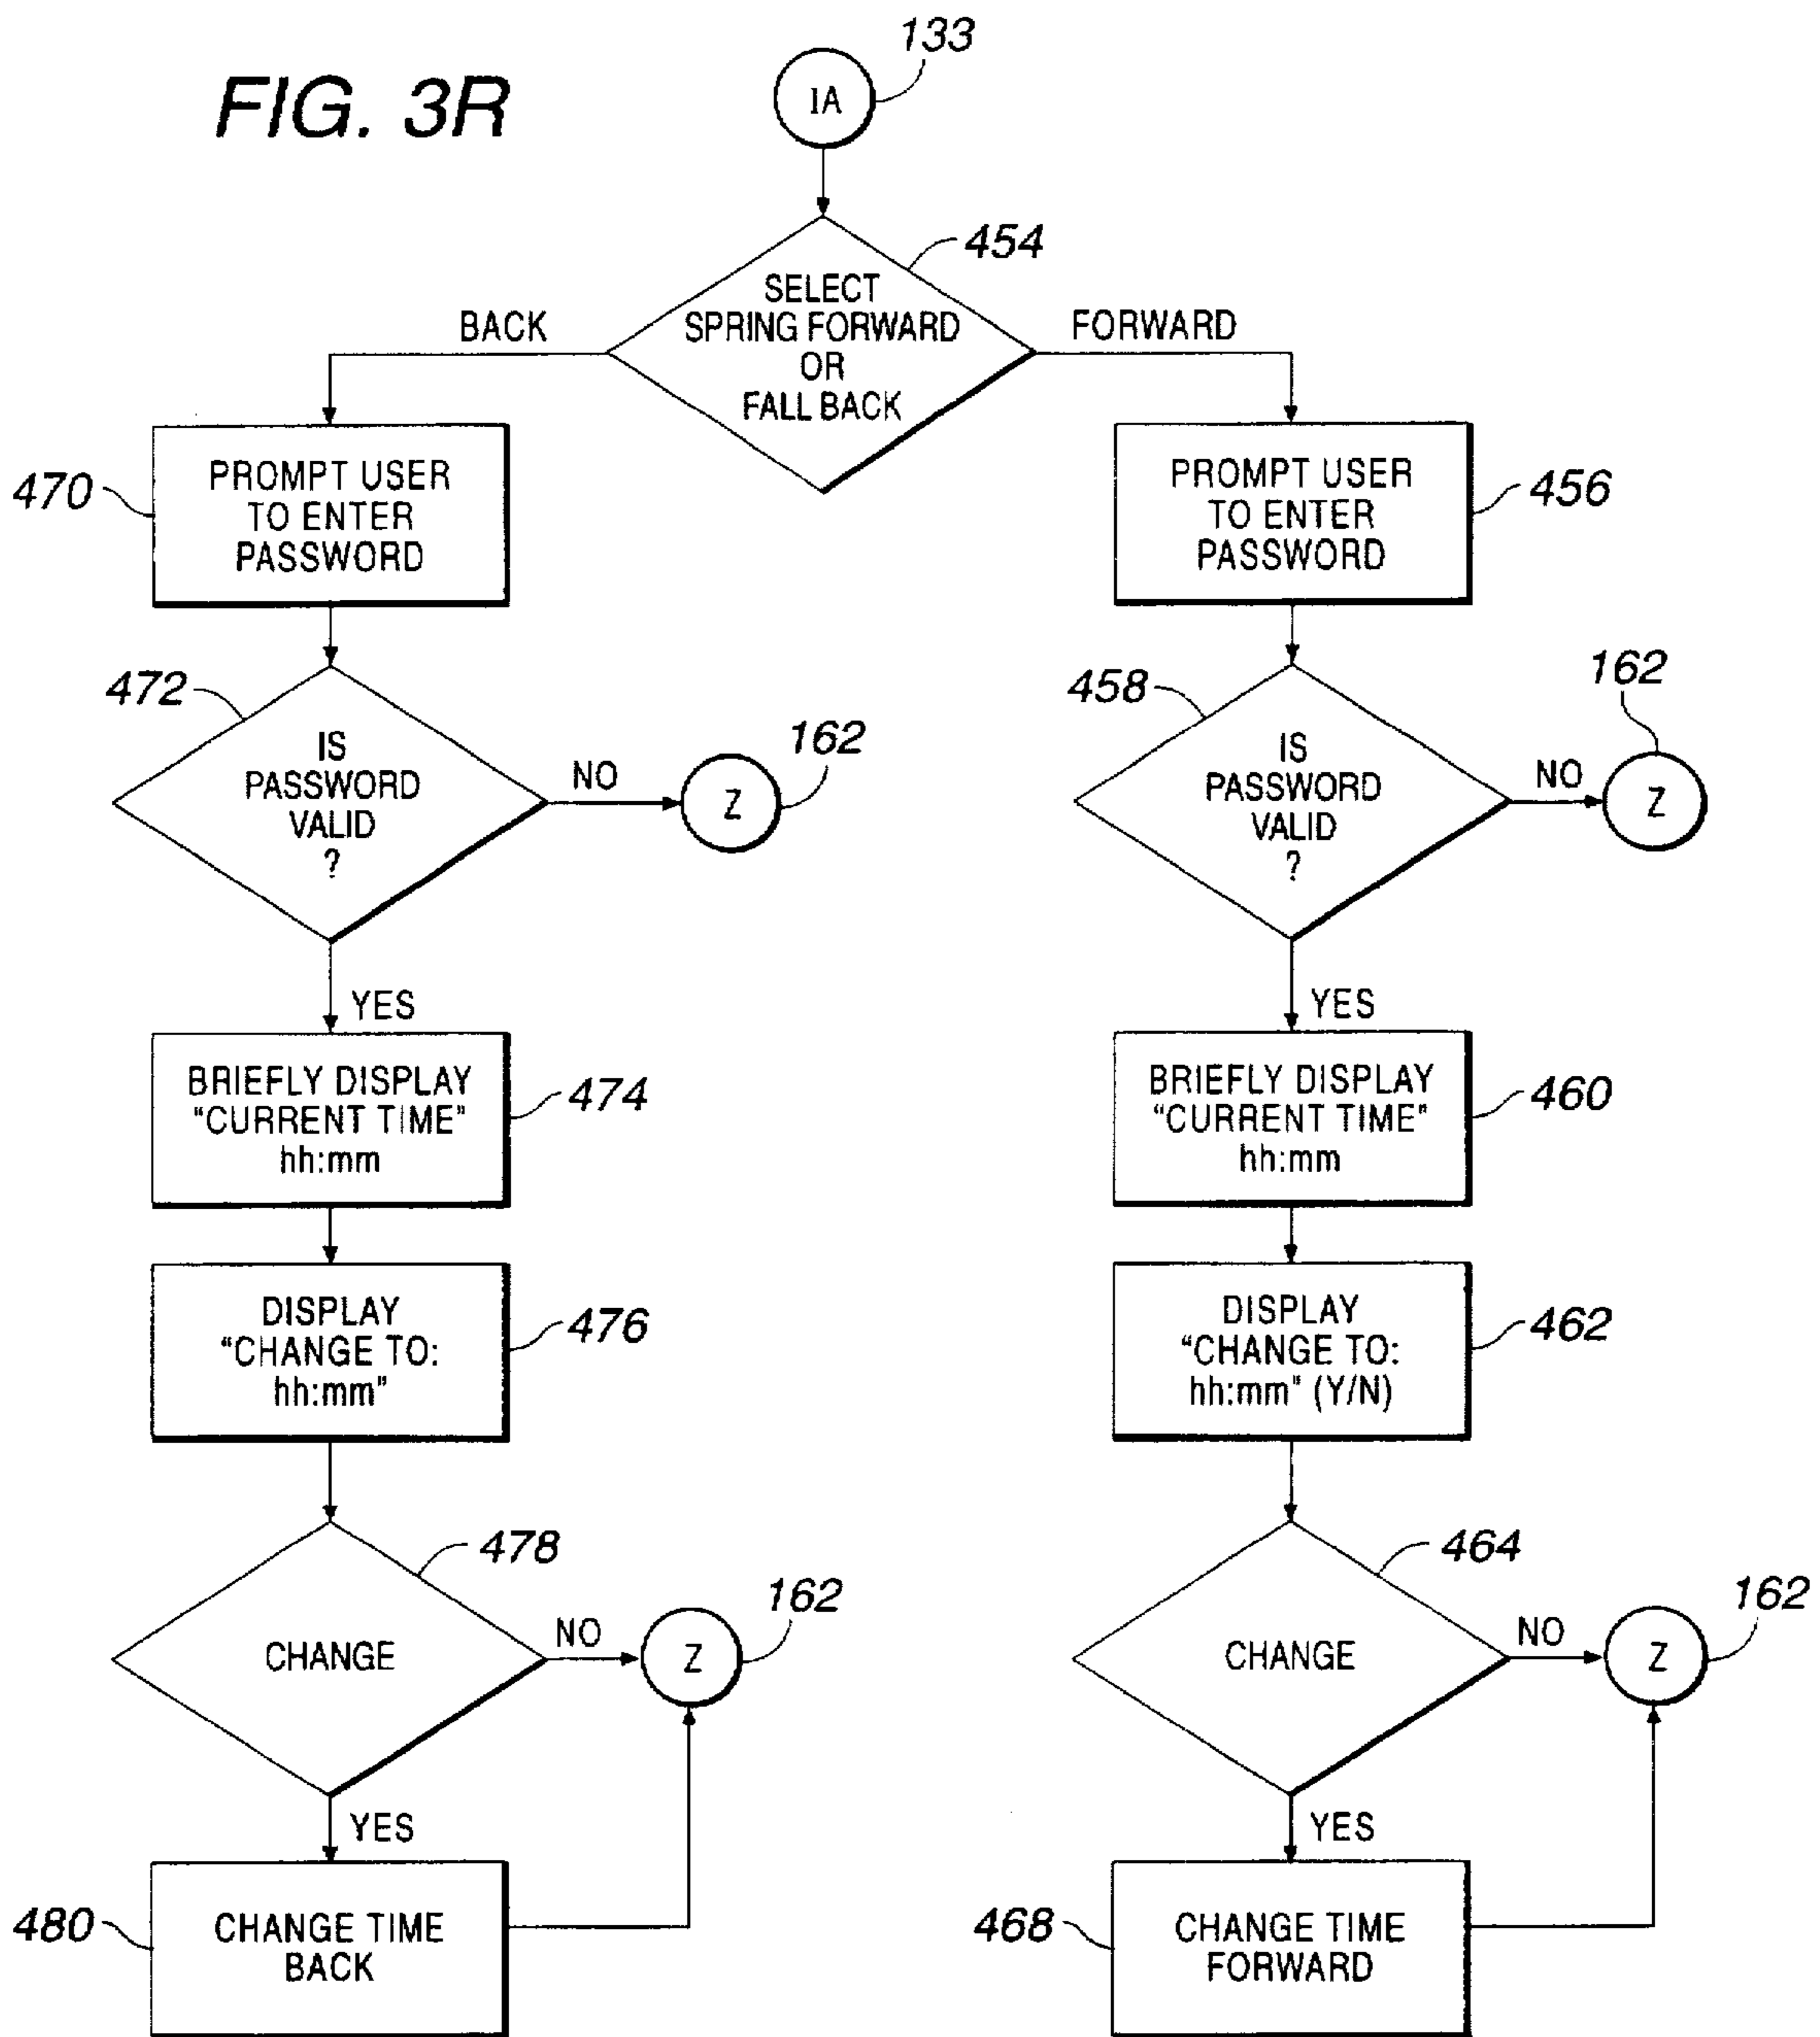 FIG. 3R
133
IA
454
SELECT
SPRING FORWARD
OR
FALL BACK
BACK
FORWARD
470
PROMPT USER
TO ENTER
PASSWORD
PROMPT USER
TO ENTER
PASSWORD
456
472
IS
PASSWORD
VALID
?
NO
Z
162
458
IS
PASSWORD
VALID
?
NO
Z
162
YES
YES
BRIEFLY DISPLAY
"CURRENT TIME"
hh:mm
474
BRIEFLY DISPLAY
"CURRENT TIME"
hh:mm
460
DISPLAY
"CHANGE TO:
hh:mm"
476
DISPLAY
"CHANGE TO:
hh:mm" (Y/N)
462
478
CHANGE
NO
Z
162
464
CHANGE
NO
Z
162
YES
YES
480
CHANGE TIME
BACK
468
CHANGE TIME
FORWARD